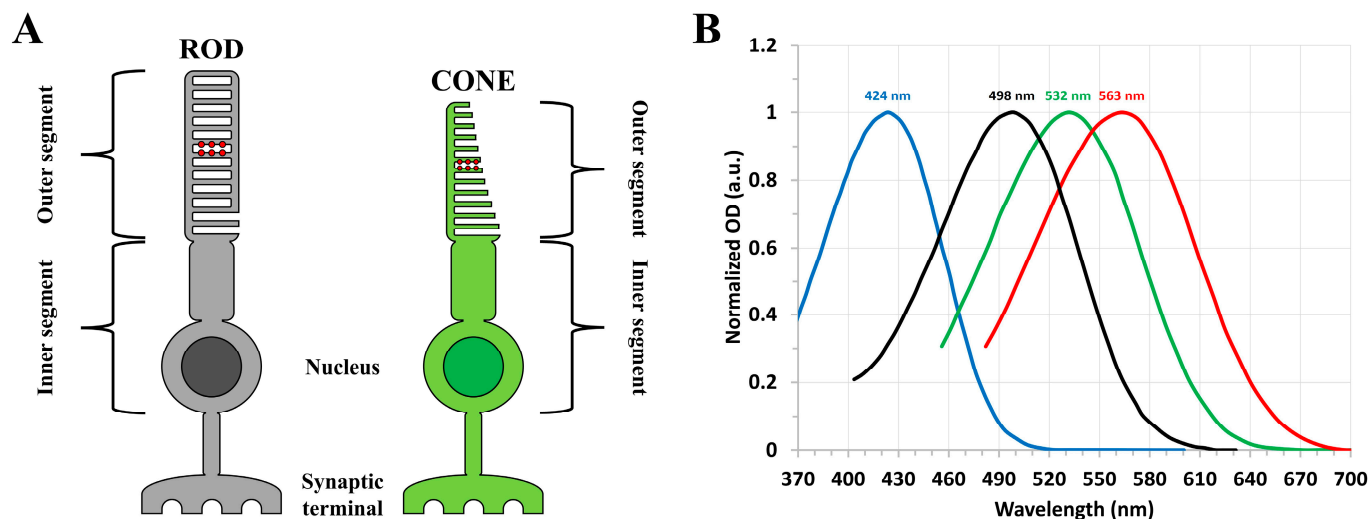 A
ROD
CONE
Outer segment
Inner segment
Outer segment
Inner segment
Nucleus
Synaptic
terminal
B
1.2
1
0.8
0.6
0.4
0.2
0
Normalized OD (a.u.)
424 nm
498 nm
532 nm
563 nm
370 400 430 460 490 520 550 580 610 640 670 700
Wavelength (nm)